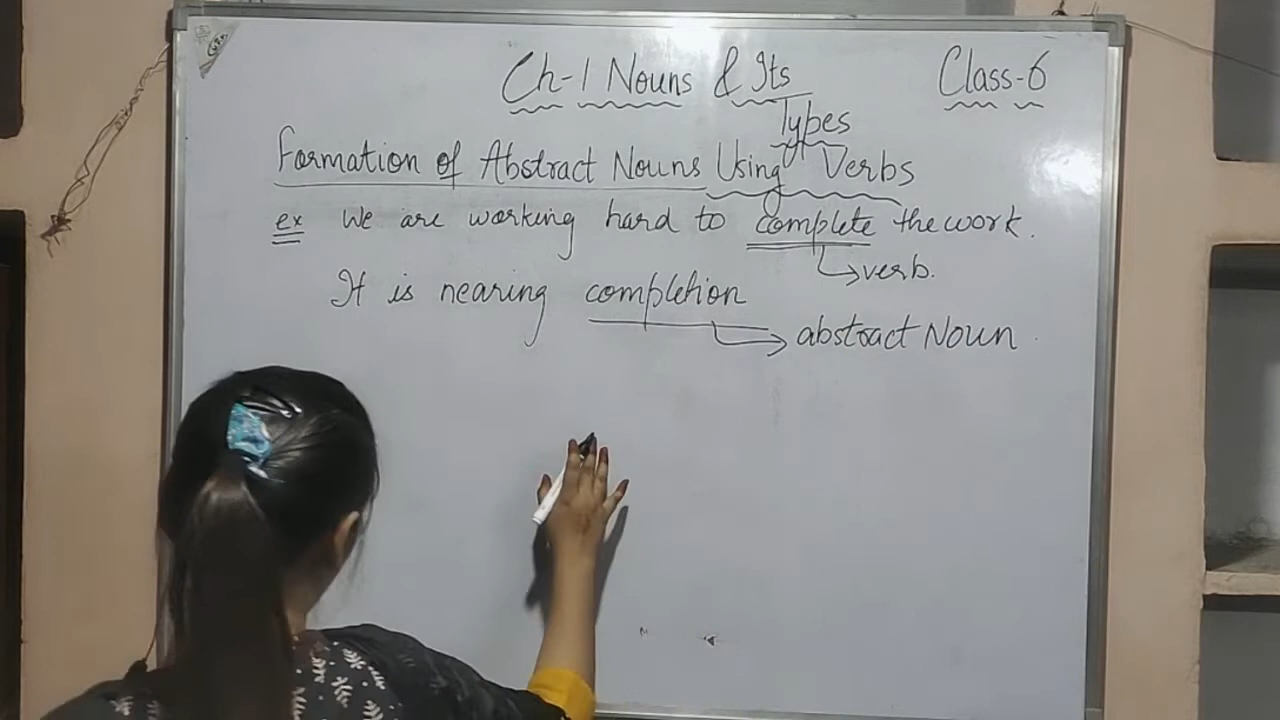 Ch-1 Nouns & Its Types
Class-6
Formation of Abstract Nouns Using Verbs
ex We are working hard to complete the work.
verb.
It is nearing completion
abstract Noun